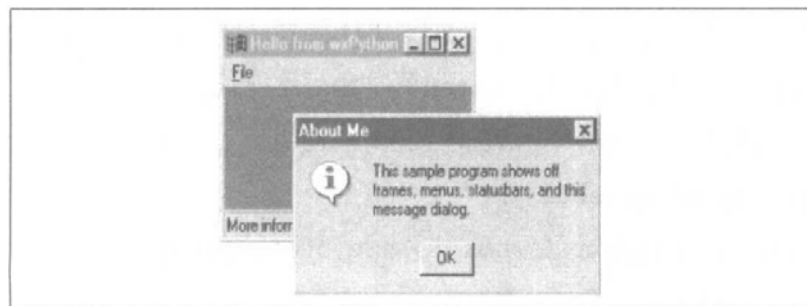 Hello from wxPython
File
About Me
This sample program shows off
frames, menus, statusbars, and this
message dialog.
More inform
OK